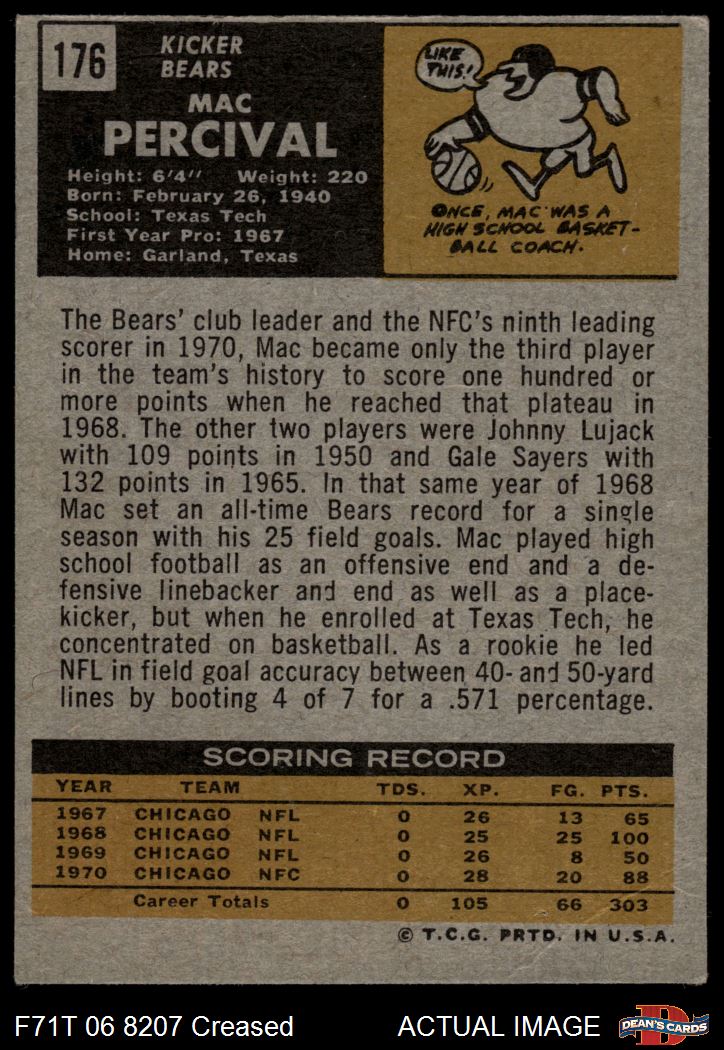 176
KICKER
BEARS
MAC
PERCIVAL
Height: 6'4" Weight: 220
Born: February 26, 1940
School: Texas Tech
First Year Pro: 1967
Home: Garland, Texas
LIKE
THIS!
ONCE, MAC WAS A
HIGH SCHOOL BASKET-
BALL COACH.
The Bears' club leader and the NFC's ninth leading
scorer in 1970, Mac became only the third player
in the team's history to score one hundred or
more points when he reached that plateau in
1968. The other two players were Johnny Lujack
with 109 points in 1950 and Gale Sayers with
132 points in 1965. In that same year of 1968
Mac set an all-time Bears record for a single
season with his 25 field goals. Mac played high
school football as an offensive end and a de-
fensive linebacker and end as well as a place-
kicker, but when he enrolled at Texas Tech, he
concentrated on basketball. As a rookie he led
NFL in field goal accuracy between 40- and 50-yard
lines by booting 4 of 7 for a .571 percentage.
SCORING RECORD
YEAR TEAM TDS. XP. FG. PTS.
1967 CHICAGO NFL 0 26 13 65
1968 CHICAGO NFL 0 25 25 100
1969 CHICAGO NFL 0 26 8 50
1970 CHICAGO NFC 0 28 20 88
Career Totals 0 105 66 303
© T.C.G. PRTD. IN U.S.A.
F71T 06 8207 Creased ACTUAL IMAGE
D
DEAN'S CARDS